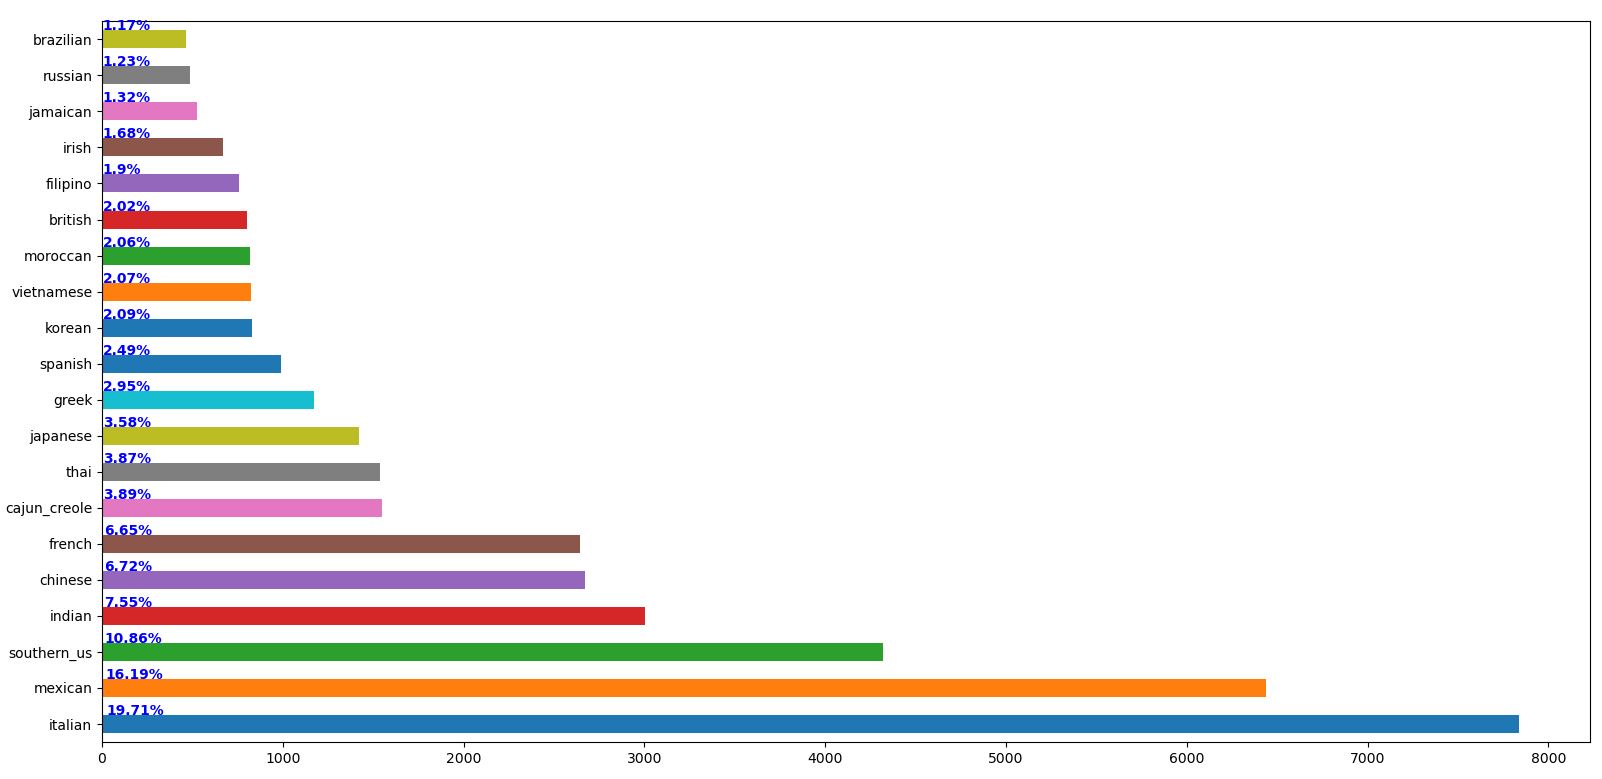 1.17%
brazilian
1.23%
russian
1.32%
jamaican
1.68%
irish
1.9%
filipino
2.02%
british
2.06%
moroccan
2.07%
vietnamese
2.09%
korean
2.49%
spanish
2.95%
greek
3.58%
japanese
3.87%
thai
3.89%
cajun_creole
6.65%
french
6.72%
chinese
7.55%
indian
10.86%
southern_us
16.19%
mexican
19.71%
italian
0 1000 2000 3000 4000 5000 6000 7000 8000